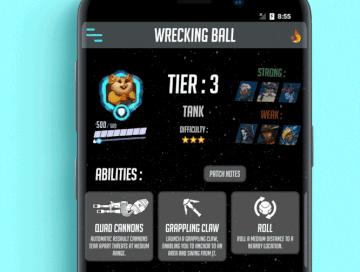 8:55
WRECKING BALL
TIER : 3
STRONG :
TANK
WEAK :
:500 / 500
DIFFICULTY :
ABILITIES :
PATCH NOTES
QUAD CANNONS
AUTOMATIC ASSAULT CANNONS
TEAR APART THREATS AT MEDIUM
RANGE.
GRAPPLING CLAW
LAUNCH A GRAPPLING CLAW,
ENABLING YOU TO ANCHOR TO AN
AREA AND SWING FROM IT.
ROLL
ROLL A MEDIUM DISTANCE TO A
NEARBY LOCATION.